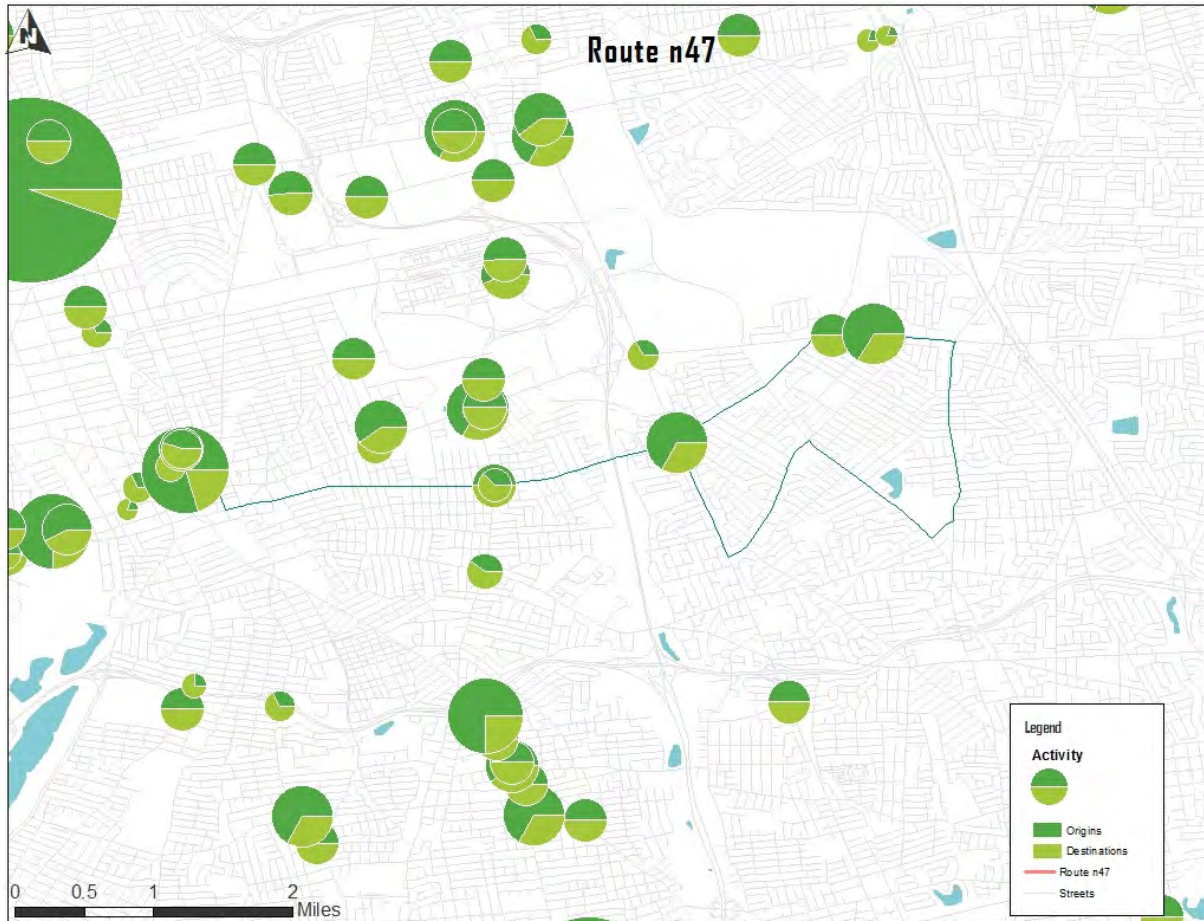 N
Route n47
Legend
Activity
Origins
Destinations
Route n47
Streets
0 0.5 1 2
Miles